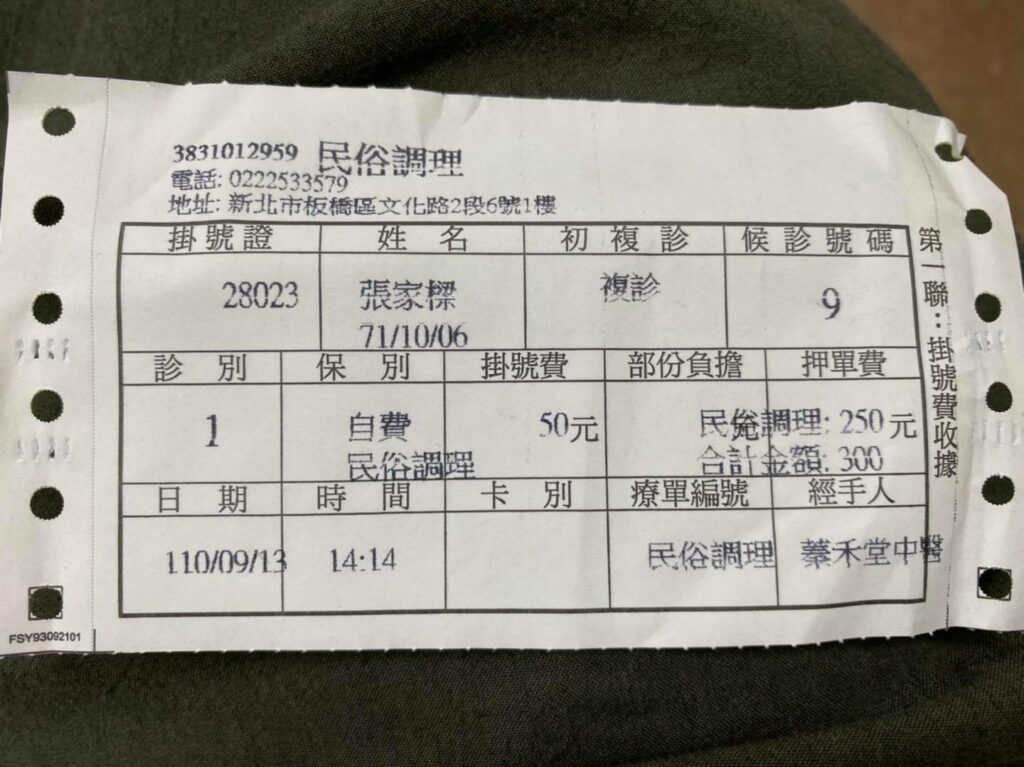 3831012959 民俗調理
電話: 0222533579
地址: 新北市板橋區文化路2段6號1樓
掛號證 姓名 初複診 候診號碼
28023 張家樑 複診 9
71/10/06
診別 保別 掛號費 部份負擔 押單費
1 自費 50元 民俗調理: 250元
民俗調理 合計金額: 300
日期 時間 卡別 療單編號 經手人
110/09/13 14:14 民俗調理 蓁禾堂中醫
第一聯：掛號費收據
FSY93092101